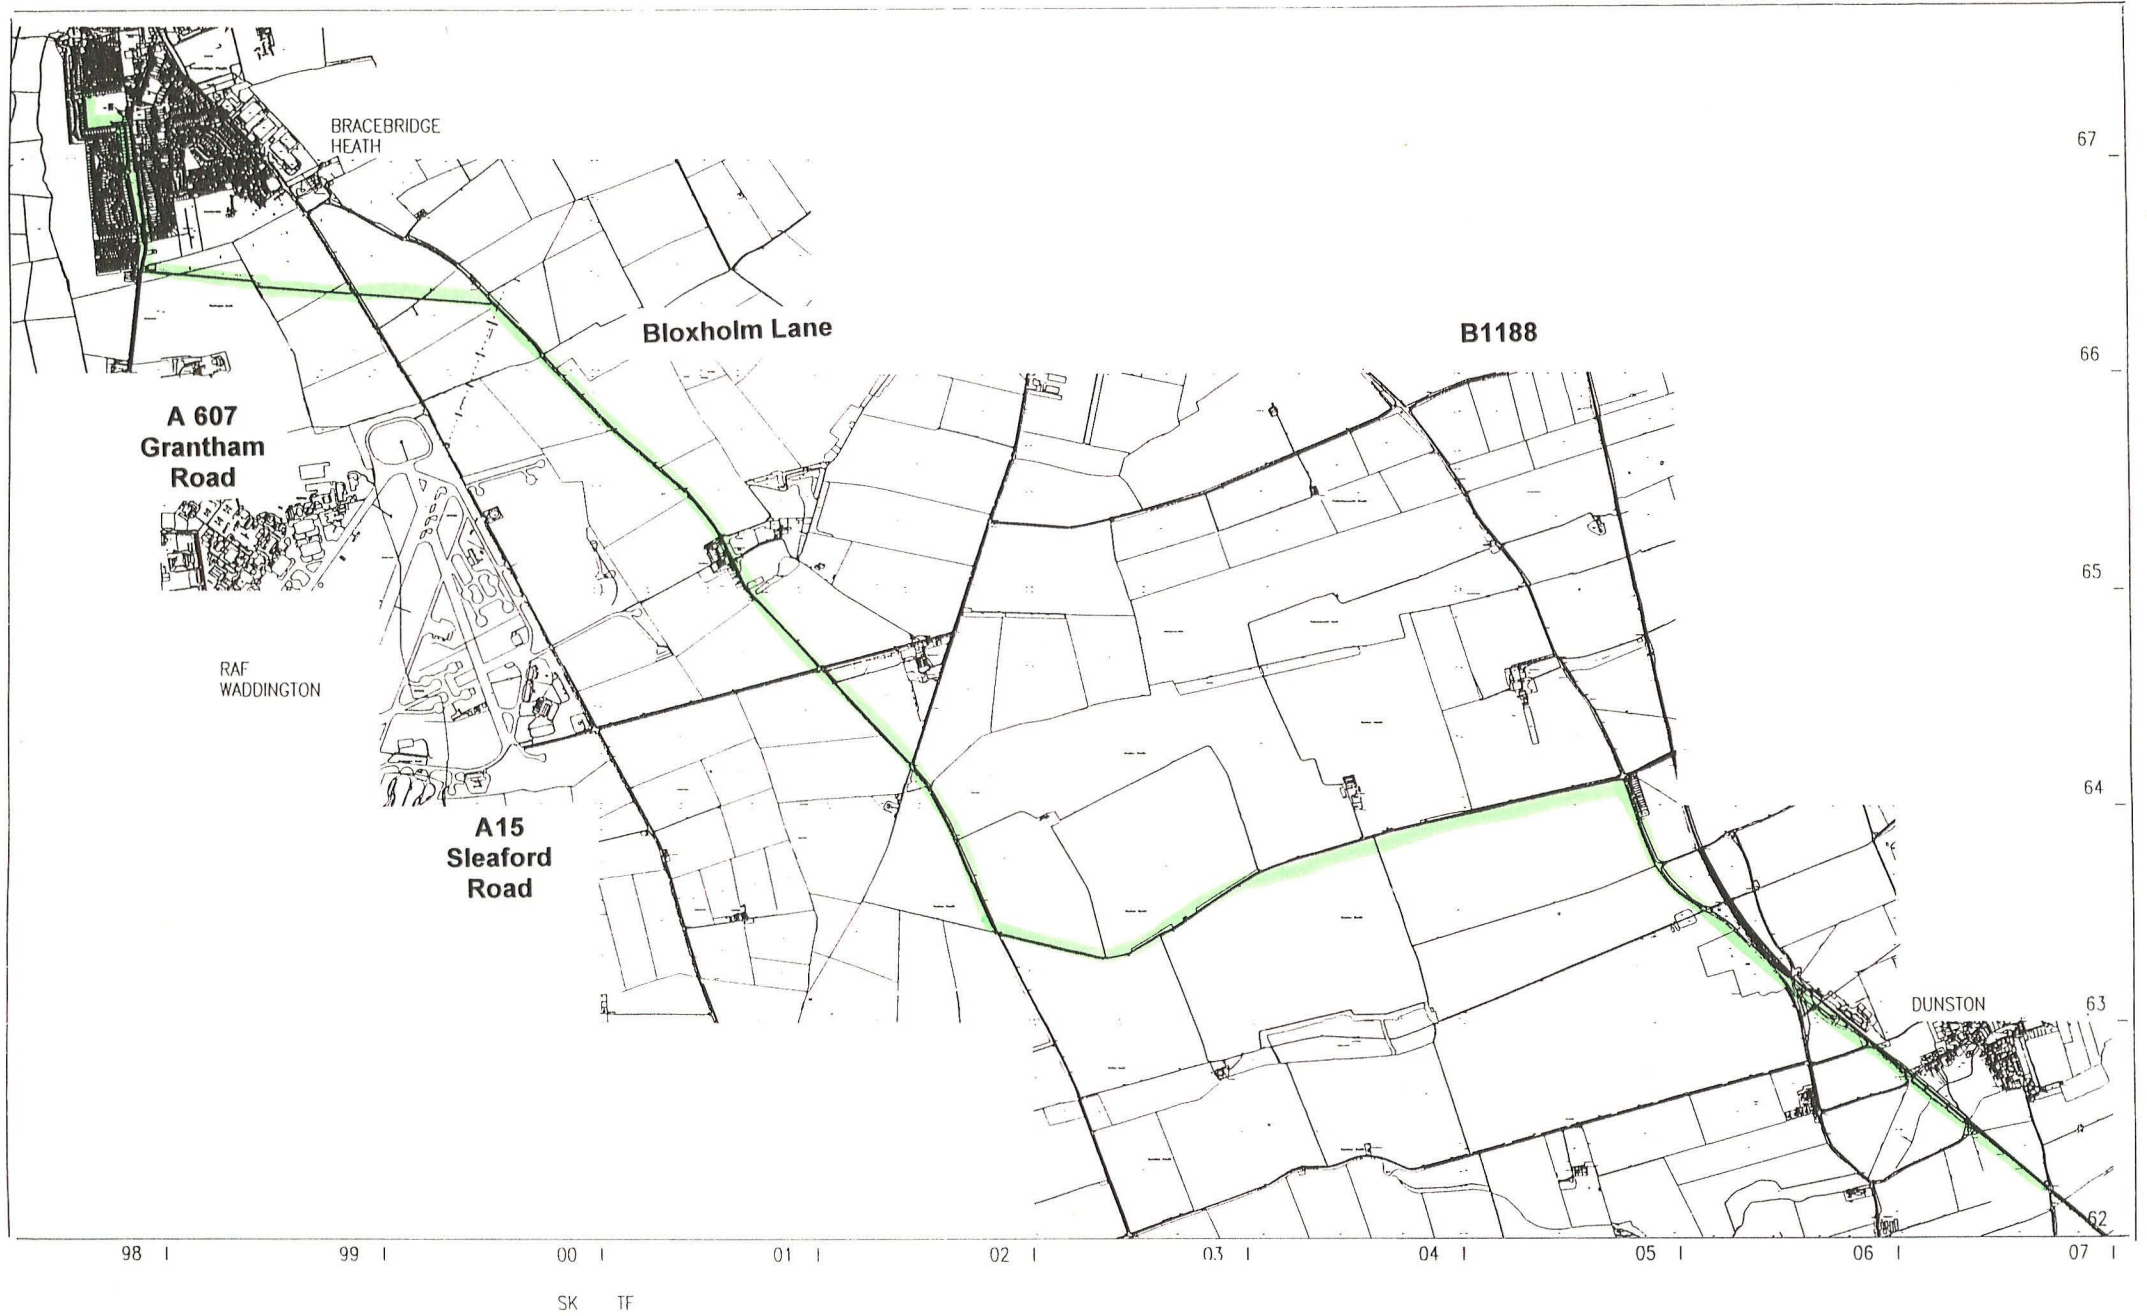 BRACEBRIDGE
HEATH
67
Bloxholm Lane
B1188
66
A 607
Grantham
Road
65
RAF
WADDINGTON
64
A15
Sleaford
Road
63
DUNSTON
62
98
99
00
01
02
03
04
05
06
07
SK TF